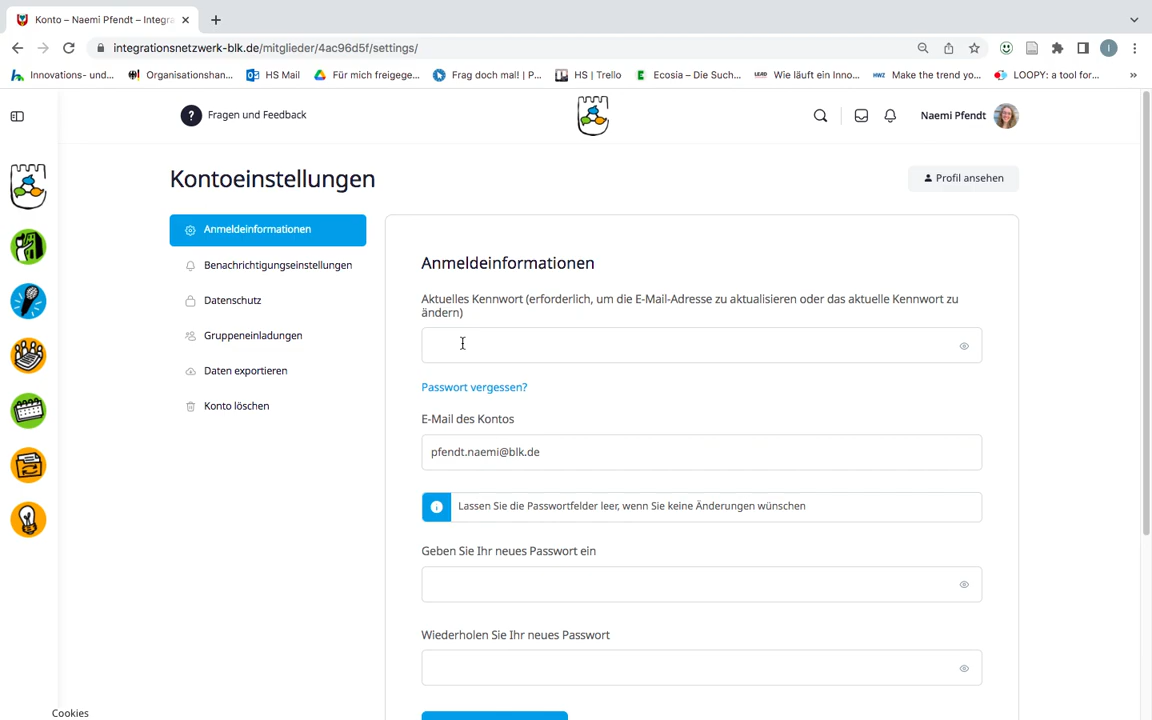 Konto – Naemi Pfendt – Integra
integrationsnetzwerk-blk.de/mitglieder/4ac96d5f/settings/
i
Innovations- und...
Organisationshan...
HS Mail
Für mich freigege...
Frag doch mal! | P...
HS | Trello
Ecosia – Die Such...
LEAD
Wie läuft ein Inno...
HWZ
Make the trend yo...
LOOPY: a tool for...
»
? Fragen und Feedback
Naemi Pfendt
Kontoeinstellungen
Profil ansehen
Anmeldeinformationen
Benachrichtigungseinstellungen
Datenschutz
Gruppeneinladungen
Daten exportieren
Konto löschen
Anmeldeinformationen
Aktuelles Kennwort (erforderlich, um die E-Mail-Adresse zu aktualisieren oder das aktuelle Kennwort zu
ändern)
Passwort vergessen?
E-Mail des Kontos
pfendt.naemi@blk.de
Lassen Sie die Passwortfelder leer, wenn Sie keine Änderungen wünschen
Geben Sie Ihr neues Passwort ein
Wiederholen Sie Ihr neues Passwort
Cookies